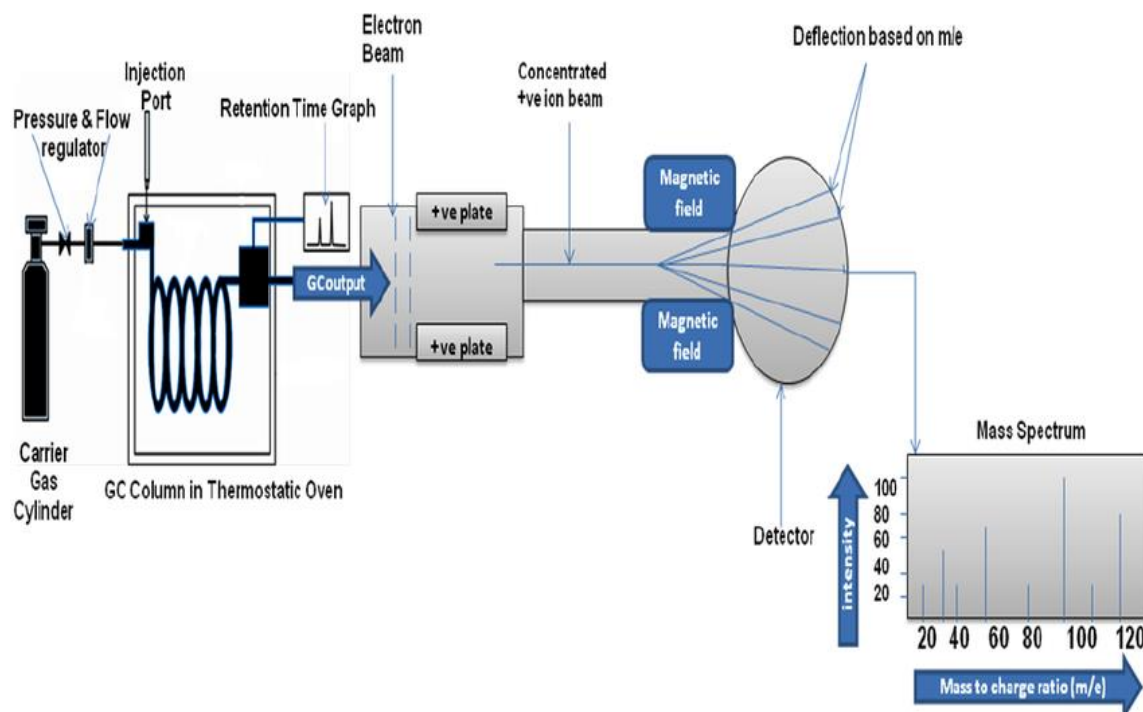 Electron
Beam
Deflection based on m/e
Injection
Port
Concentrated
+ve ion beam
Retention Time Graph
Pressure & Flow
regulator
Magnetic
field
+ve plate
GCoutput
Magnetic
field
+ve plate
Carrier
Gas
Cylinder
GC Column in Thermostatic Oven
Detector
Mass Spectrum
intensity
100
80
60
40
20
20 40 60 80 100 120
Mass to charge ratio (m/e)